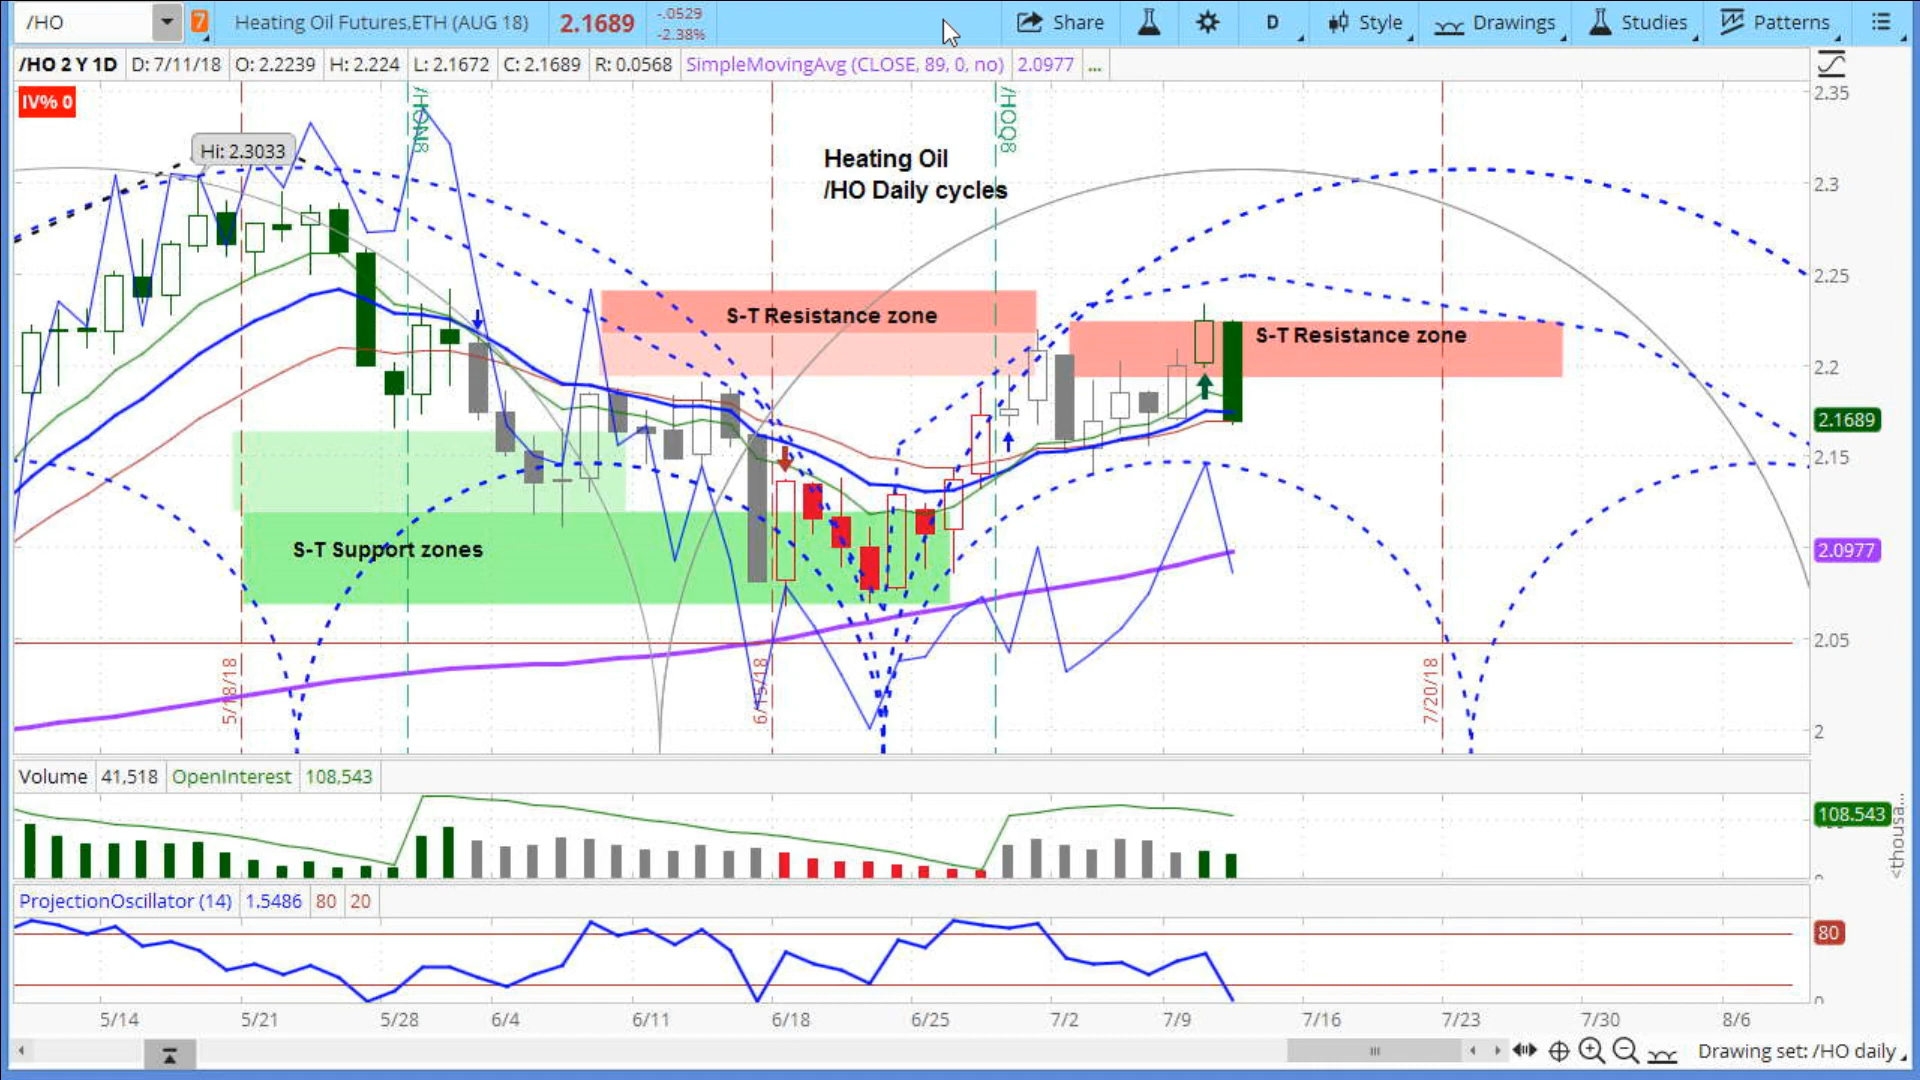 /HO
7
Heating Oil Futures,ETH (AUG 18)
2.1689
-.0529
-2.38%
Share
D
Style
Drawings
Studies
Patterns
/HO 2 Y 1D
D: 7/11/18
O: 2.2239
H: 2.224
L: 2.1672
C: 2.1689
R: 0.0568
SimpleMovingAvg (CLOSE, 89, 0, no)
2.0977
...
IV% 0
/HON8
/HOQ8
Hi: 2.3033
Heating Oil
/HO Daily cycles
S-T Resistance zone
S-T Resistance zone
S-T Support zones
5/18/18
6/15/18
7/20/18
2.35
2.3
2.25
2.2
2.1689
2.15
2.0977
2.05
2
Volume
41,518
OpenInterest
108,543
108.543
<thousa...
0
ProjectionOscillator (14)
1.5486
80
20
80
0
5/14
5/21
5/28
6/4
6/11
6/18
6/25
7/2
7/9
7/16
7/23
7/30
8/6
Drawing set: /HO daily